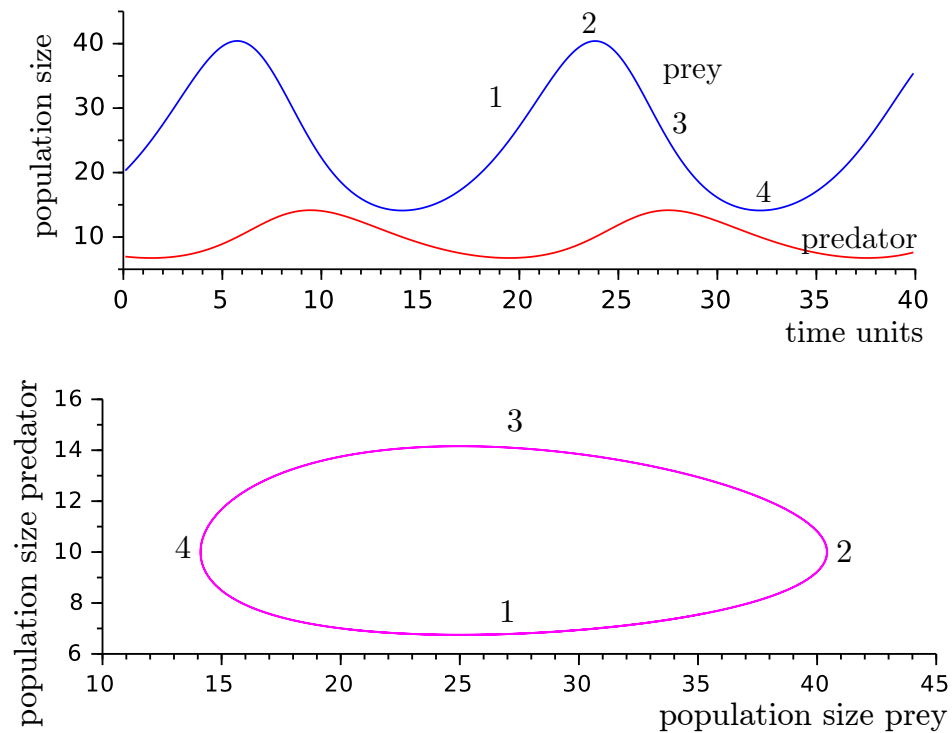 population size
40
30
20
10
1
2
3
4
prey
predator
0 5 10 15 20 25 30 35 40
time units
population size predator
16
14
12
10
8
6
3
4
2
1
10 15 20 25 30 35 40 45
population size prey